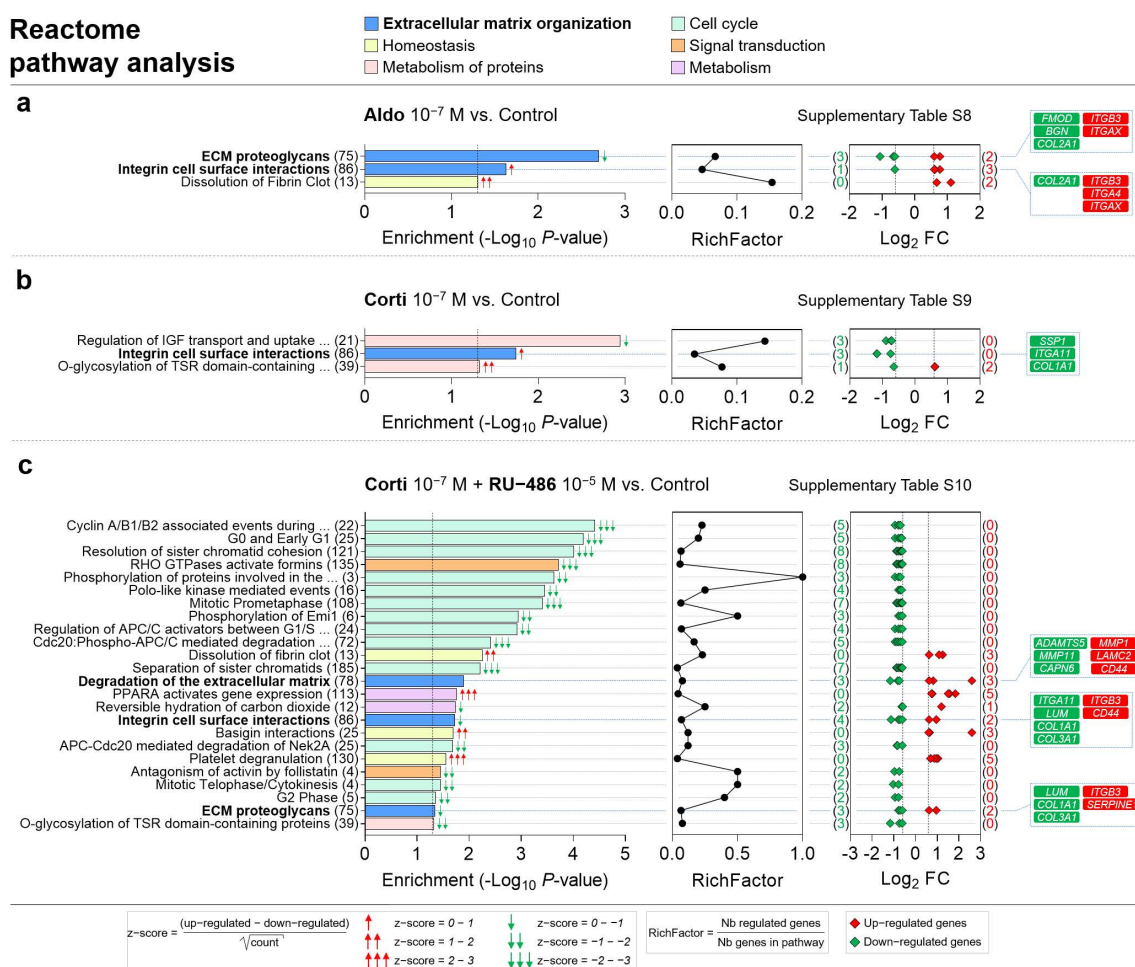 Reactome
pathway analysis
Extracellular matrix organization
Homeostasis
Metabolism of proteins
Cell cycle
Signal transduction
Metabolism
a
Aldo 10⁻⁷ M vs. Control
Supplementary Table S8
ECM proteoglycans (75)
Integrin cell surface interactions (86)
Dissolution of Fibrin Clot (13)
0 1 2 3
Enrichment (-Log₁₀ P-value)
0.0 0.1 0.2
RichFactor
(3) (2)
(1) (3)
(0) (2)
-2 -1 0 1 2
Log₂ FC
FMOD ITGB3
BGN ITGAX
COL2A1
COL2A1 ITGB3
ITGA4
ITGAX
b
Corti 10⁻⁷ M vs. Control
Supplementary Table S9
Regulation of IGF transport and uptake ... (21)
Integrin cell surface interactions (86)
O-glycosylation of TSR domain-containing ... (39)
0 1 2 3
Enrichment (-Log₁₀ P-value)
0.0 0.1 0.2
RichFactor
(3) (0)
(3) (0)
(1) (2)
-2 -1 0 1 2
Log₂ FC
SSP1
ITGA11
COL1A1
c
Corti 10⁻⁷ M + RU−486 10⁻⁵ M vs. Control
Supplementary Table S10
Cyclin A/B1/B2 associated events during ... (22)
G0 and Early G1 (25)
Resolution of sister chromatid cohesion (121)
RHO GTPases activate formins (135)
Phosphorylation of proteins involved in the ... (3)
Polo-like kinase mediated events (16)
Mitotic Prometaphase (108)
Phosphorylation of Emi1 (6)
Regulation of APC/C activators between G1/S ... (24)
Cdc20:Phospho-APC/C mediated degradation ... (72)
Dissolution of fibrin clot (13)
Separation of sister chromatids (185)
Degradation of the extracellular matrix (78)
PPARA activates gene expression (113)
Reversible hydration of carbon dioxide (12)
Integrin cell surface interactions (86)
Basigin interactions (25)
APC-Cdc20 mediated degradation of Nek2A (25)
Platelet degranulation (130)
Antagonism of activin by follistatin (4)
Mitotic Telophase/Cytokinesis (4)
G2 Phase (5)
ECM proteoglycans (75)
O-glycosylation of TSR domain-containing proteins (39)
0 1 2 3 4 5
Enrichment (-Log₁₀ P-value)
0.0 0.5 1.0
RichFactor
(5) (0)
(5) (0)
(8) (0)
(8) (0)
(3) (0)
(4) (0)
(7) (0)
(3) (0)
(4) (0)
(5) (0)
(0) (3)
(7) (0)
(3) (3)
(0) (5)
(2) (1)
(4) (2)
(0) (3)
(3) (0)
(0) (5)
(2) (0)
(2) (0)
(2) (0)
(3) (2)
(3) (0)
-3 -2 -1 0 1 2 3
Log₂ FC
ADAMTS5 MMP1
MMP11 LAMC2
CAPN6 CD44
ITGA11 ITGB3
LUM CD44
COL1A1
COL3A1
LUM ITGB3
COL1A1 SERPINE
COL3A1
z−score = (up-regulated − down-regulated) / √count
z−score = 0 − 1
z−score = 1 − 2
z−score = 2 − 3
z−score = 0 − −1
z−score = −1 − −2
z−score = −2 − −3
RichFactor = Nb regulated genes / Nb genes in pathway
Up-regulated genes
Down-regulated genes